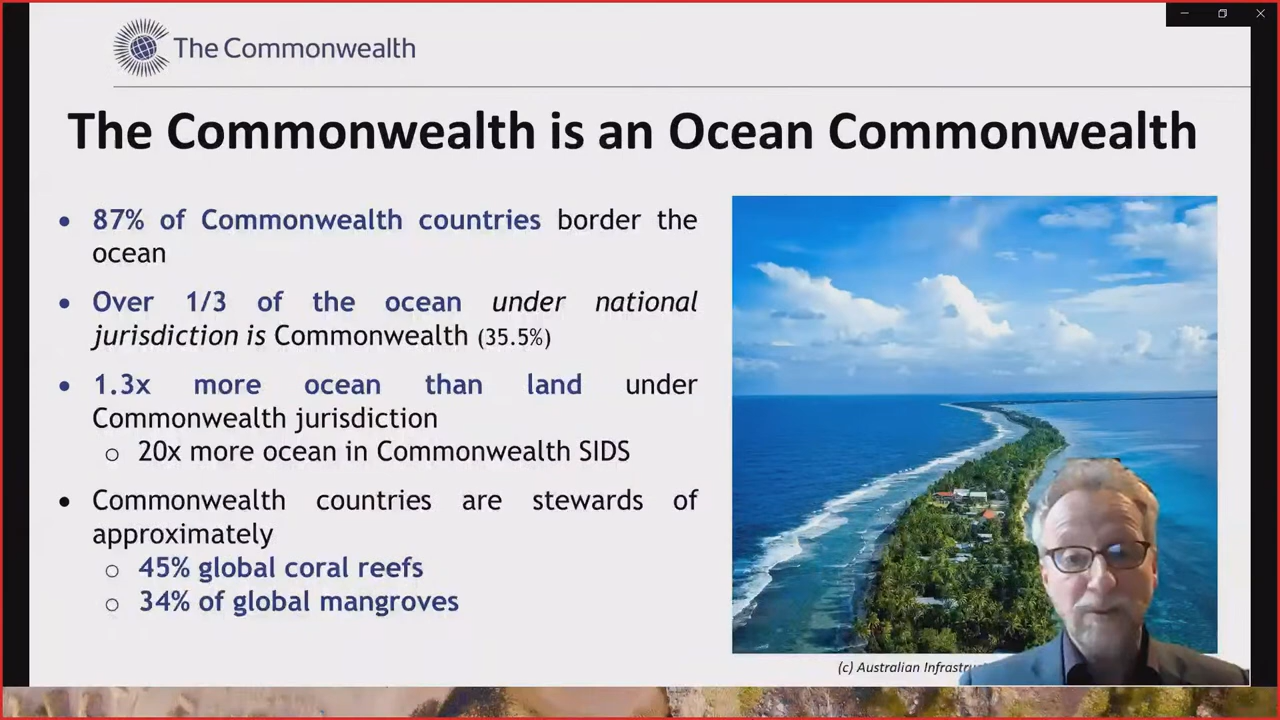 The Commonwealth
The Commonwealth is an Ocean Commonwealth
• 87% of Commonwealth countries border the
ocean
• Over 1/3 of the ocean under national
jurisdiction is Commonwealth (35.5%)
• 1.3x more ocean than land under
Commonwealth jurisdiction
o 20x more ocean in Commonwealth SIDS
• Commonwealth countries are stewards of
approximately
o 45% global coral reefs
o 34% of global mangroves
(c) Australian